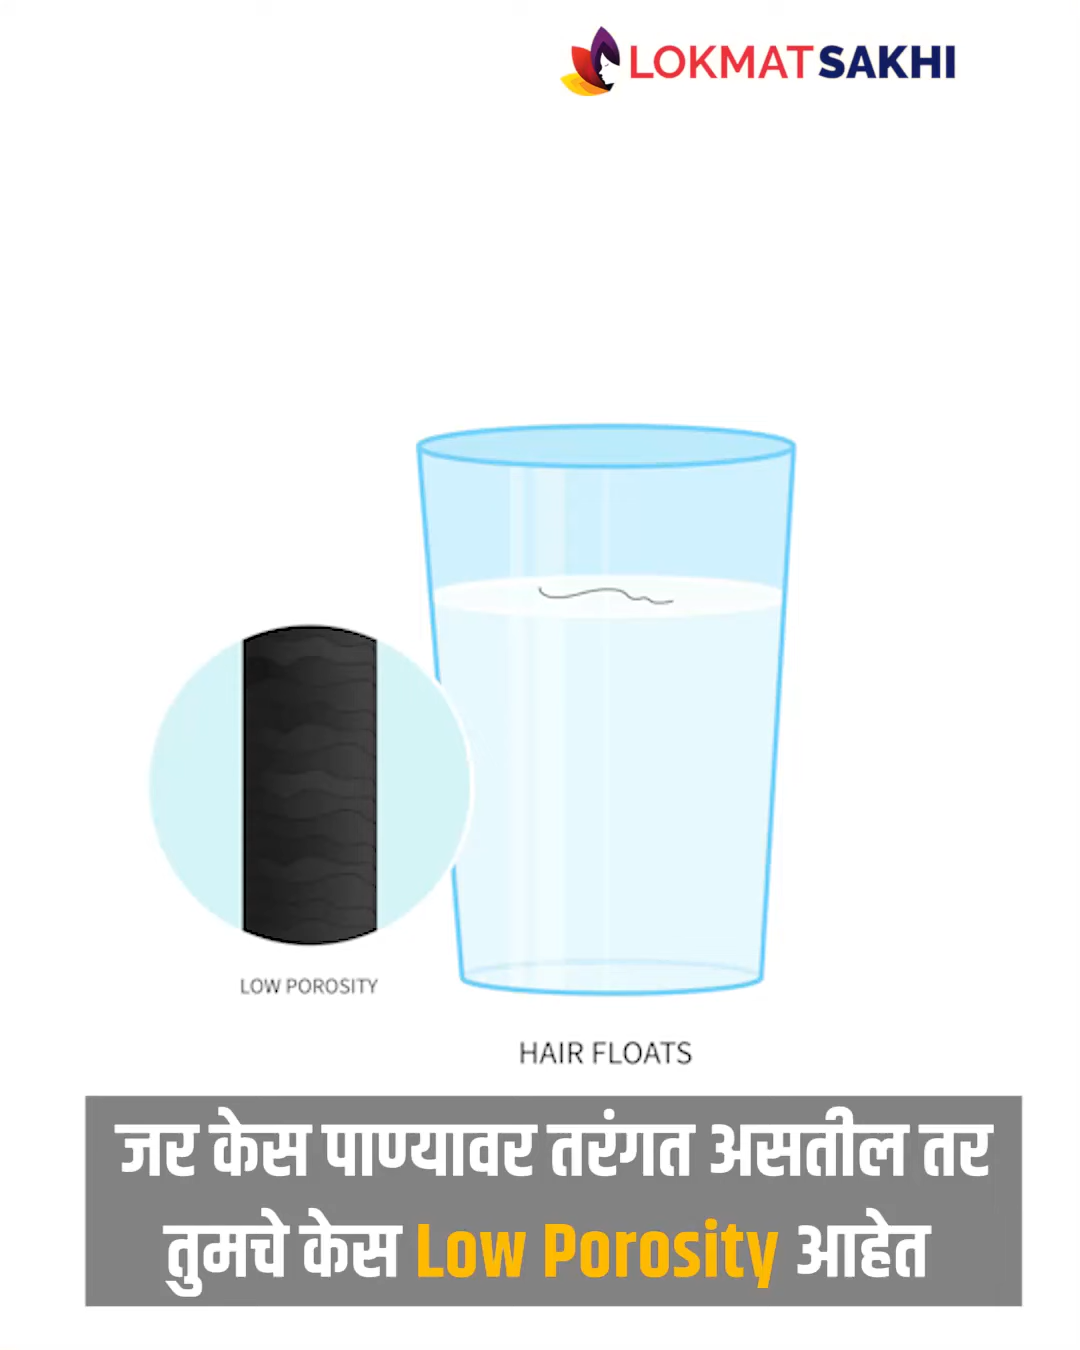 LOKMAT SAKHI
LOW POROSITY
HAIR FLOATS
जर केस पाण्यावर तरंगत असतील तर
तुमचे केस Low Porosity आहेत